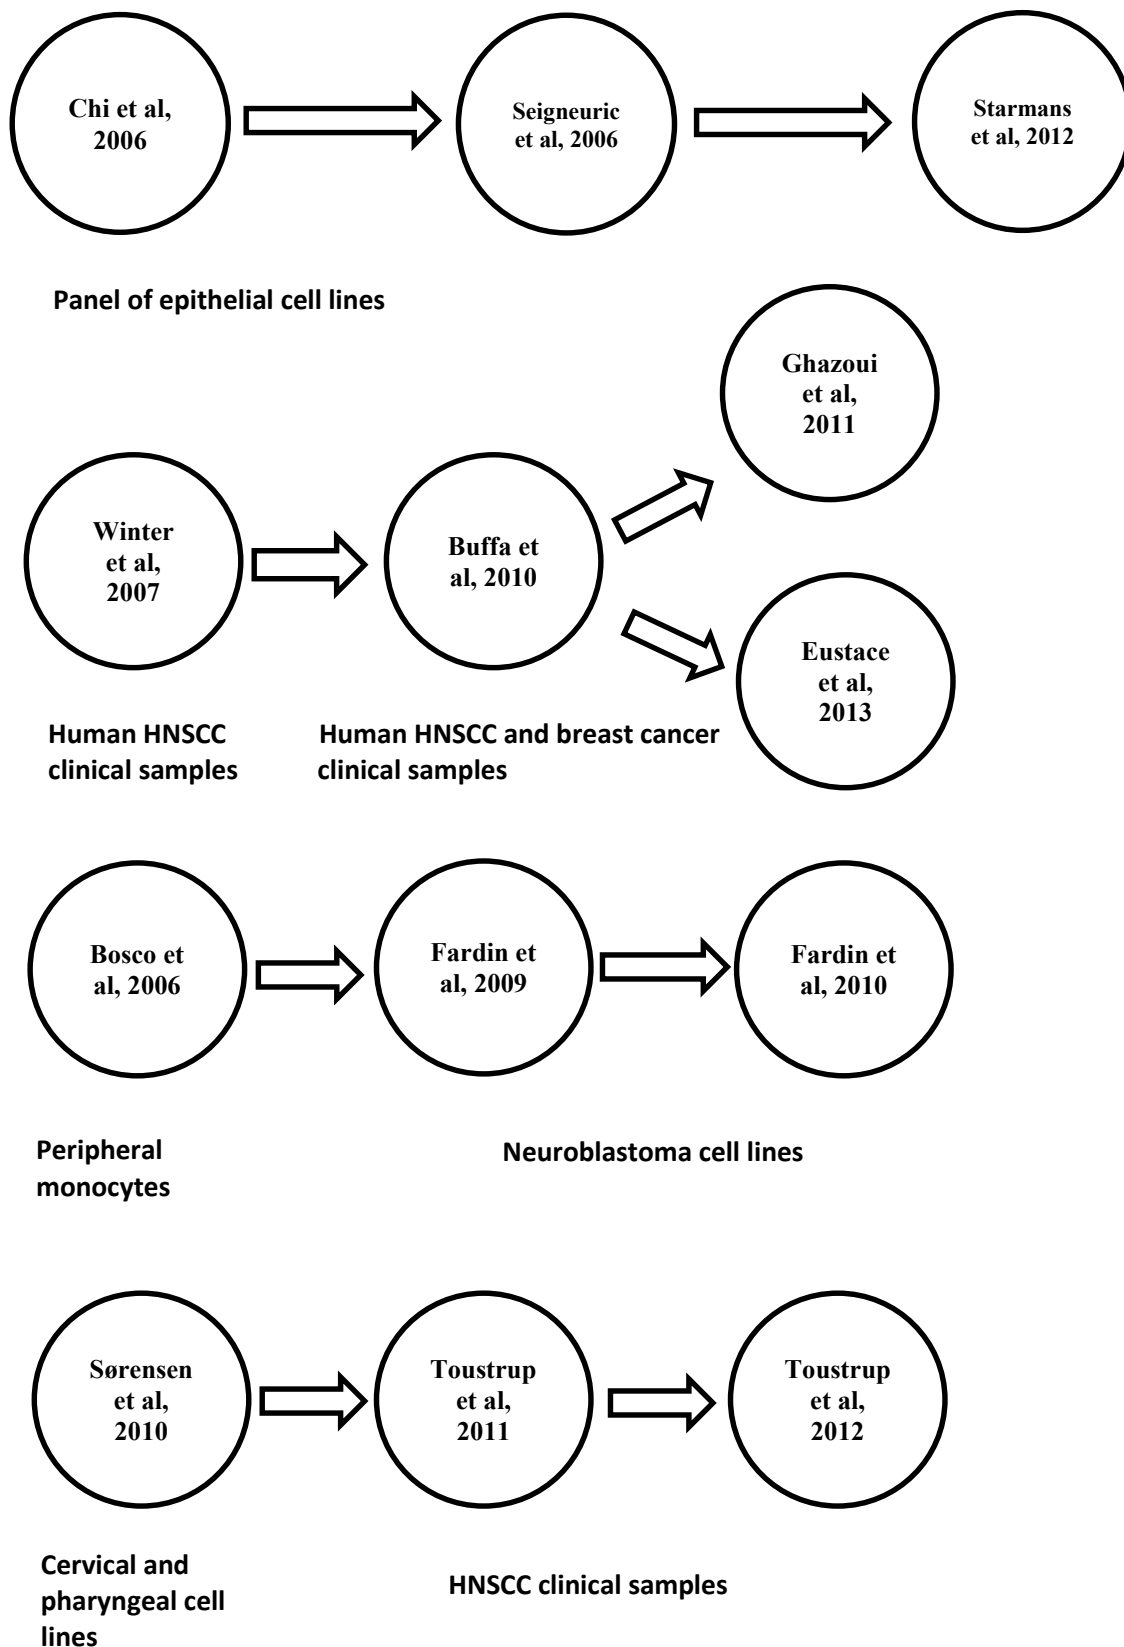 Chi et al,
2006
Seigneuric
et al, 2006
Starmans
et al, 2012
Panel of epithelial cell lines
Ghazoui
et al,
2011
Winter
et al,
2007
Buffa et
al, 2010
Eustace
et al,
2013
Human HNSCC
clinical samples
Human HNSCC and breast cancer
clinical samples
Bosco et
al, 2006
Fardin et
al, 2009
Fardin et
al, 2010
Peripheral
monocytes
Neuroblastoma cell lines
Sørensen
et al,
2010
Toustrup
et al,
2011
Toustrup
et al,
2012
Cervical and
pharyngeal cell
lines
HNSCC clinical samples